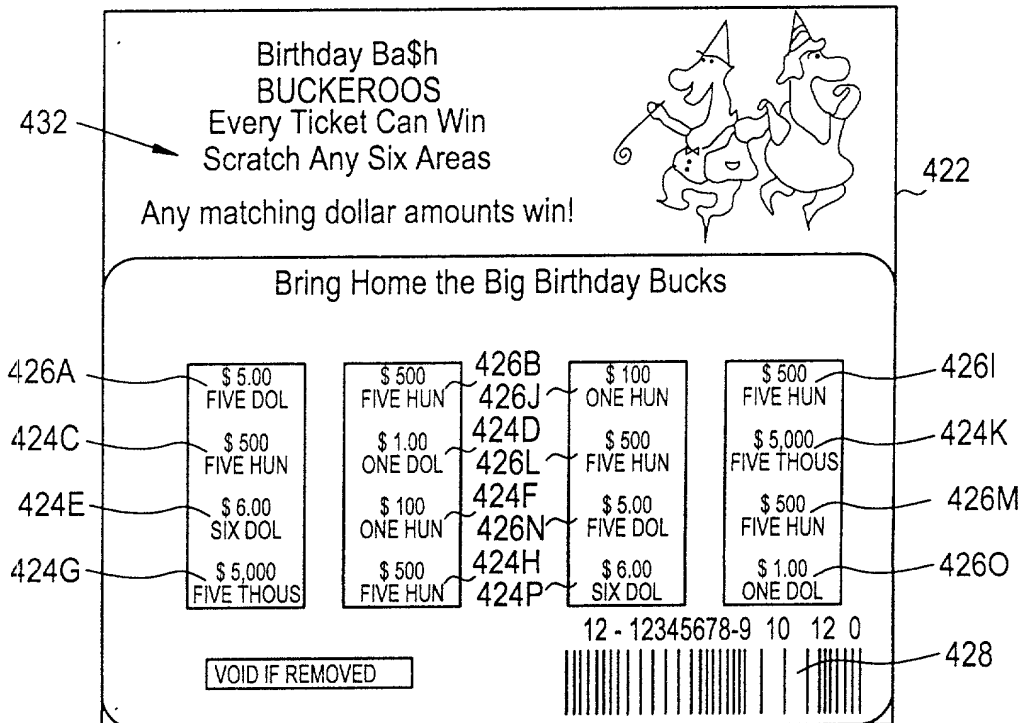 Birthday Ba$h
BUCKEROOS
Every Ticket Can Win
Scratch Any Six Areas
Any matching dollar amounts win!
432
422
Bring Home the Big Birthday Bucks
426A $ 5.00 $ 500 426B $ 100 $ 500 426I
FIVE DOL FIVE HUN 426J ONE HUN FIVE HUN
424C $ 500 $ 1.00 424D $ 500 $ 5,000 424K
FIVE HUN ONE DOL 426L FIVE HUN FIVE THOUS
424E $ 6.00 $ 100 424F $ 5.00 $ 500 426M
SIX DOL ONE HUN 426N FIVE DOL FIVE HUN
424G $ 5,000 $ 500 424H $ 6.00 $ 1.00 426O
FIVE THOUS FIVE HUN 424P SIX DOL ONE DOL
12 - 12345678-9 10 12 0
VOID IF REMOVED
428